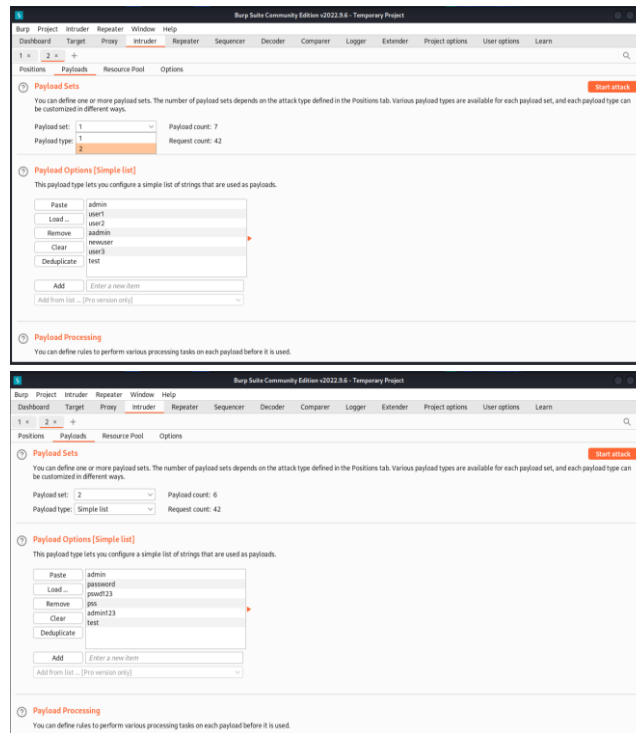 Burp Suite Community Edition v2022.9.6 - Temporary Project
Burp Project Intruder Repeater Window Help
Dashboard Target Proxy Intruder Repeater Sequencer Decoder Comparer Logger Extender Project options User options Learn
1 × 2 × +
Positions Payloads Resource Pool Options
? Payload Sets Start attack
You can define one or more payload sets. The number of payload sets depends on the attack type defined in the Positions tab. Various payload types are available for each payload set, and each payload type can
be customized in different ways.
Payload set: 1 Payload count: 7
Payload type: 1 Request count: 42
2
? Payload Options [Simple list]
This payload type lets you configure a simple list of strings that are used as payloads.
Paste admin
user1
Load ... user2
Remove aadmin
newuser
Clear user3
Deduplicate test
Add Enter a new item
Add from list ... [Pro version only]
? Payload Processing
You can define rules to perform various processing tasks on each payload before it is used.
Burp Suite Community Edition v2022.9.6 - Temporary Project
Burp Project Intruder Repeater Window Help
Dashboard Target Proxy Intruder Repeater Sequencer Decoder Comparer Logger Extender Project options User options Learn
1 × 2 × +
Positions Payloads Resource Pool Options
? Payload Sets Start attack
You can define one or more payload sets. The number of payload sets depends on the attack type defined in the Positions tab. Various payload types are available for each payload set, and each payload type can
be customized in different ways.
Payload set: 2 Payload count: 6
Payload type: Simple list Request count: 42
? Payload Options [Simple list]
This payload type lets you configure a simple list of strings that are used as payloads.
Paste admin
password
Load ... pswd123
Remove pss
admin123
Clear test
Deduplicate
Add Enter a new item
Add from list ... [Pro version only]
? Payload Processing
You can define rules to perform various processing tasks on each payload before it is used.